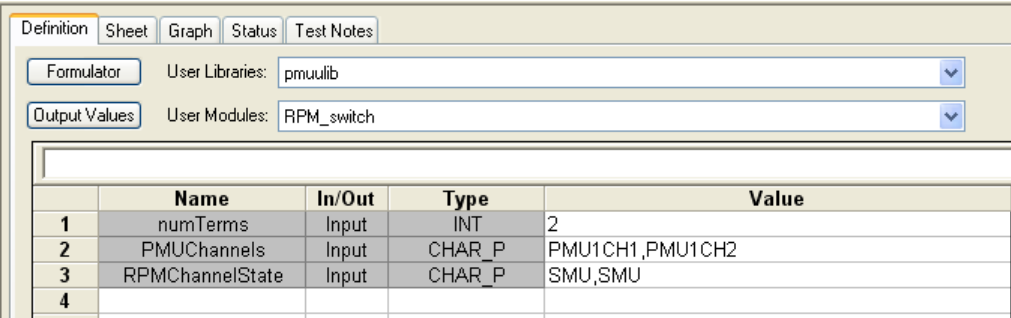 Definition Sheet Graph Status Test Notes
Formulator User Libraries: pmuulib
Output Values User Modules: RPM_switch
Name In/Out Type Value
1 numTerms Input INT 2
2 PMUChannels Input CHAR_P PMU1CH1,PMU1CH2
3 RPMChannelState Input CHAR_P SMU,SMU
4